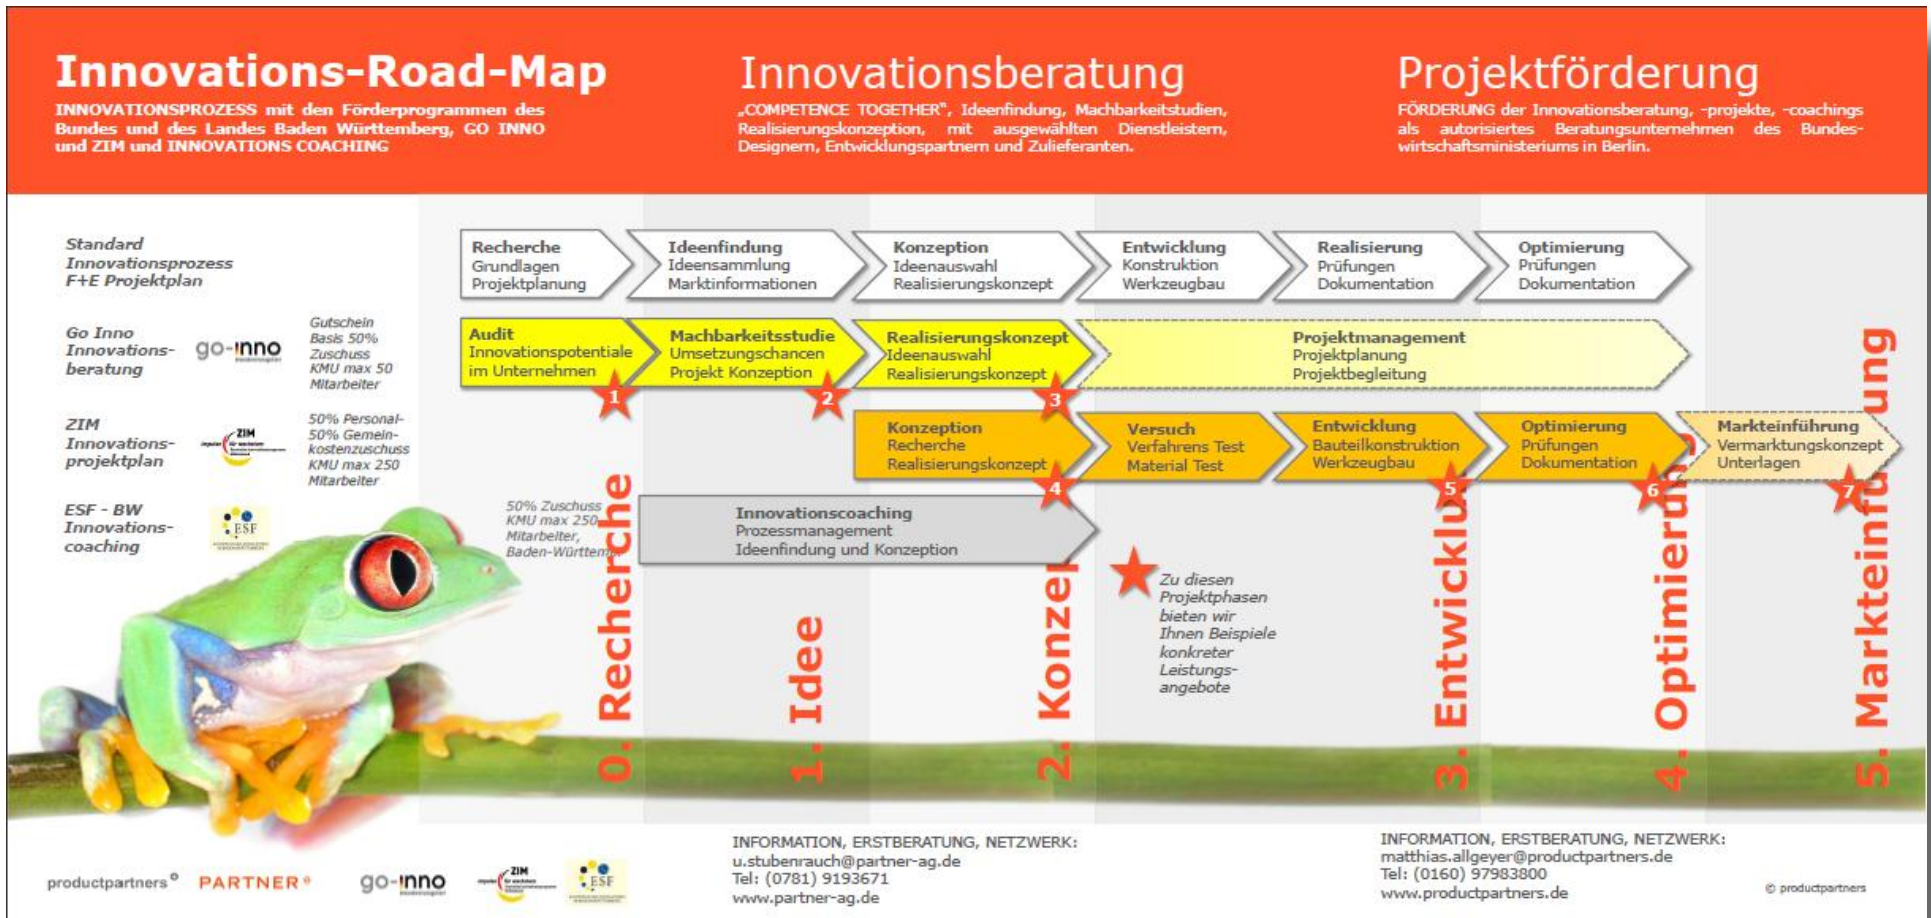 Innovations-Road-Map
INNOVATIONSPROZESS mit den Förderprogrammen des
Bundes und des Landes Baden Württemberg, GO INNO
und ZIM und INNOVATIONS COACHING
Innovationsberatung
„COMPETENCE TOGETHER", Ideenfindung, Machbarkeitstudien,
Realisierungskonzeption, mit ausgewählten Dienstleistern,
Designern, Entwicklungspartnern und Zulieferanten.
Projektförderung
FÖRDERUNG der Innovationsberatung, -projekte, -coachings
als autorisiertes Beratungsunternehmen des Bundes-
wirtschaftsministeriums in Berlin.
Standard
Innovationsprozess
F+E Projektplan
Recherche
Grundlagen
Projektplanung
Ideenfindung
Ideensammlung
Marktinformationen
Konzeption
Ideenauswahl
Realisierungskonzept
Entwicklung
Konstruktion
Werkzeugbau
Realisierung
Prüfungen
Dokumentation
Optimierung
Prüfungen
Dokumentation
Go Inno
Innovations-
beratung
go-inno
Gutschein
Basis 50%
Zuschuss
KMU max 50
Mitarbeiter
Audit
Innovationspotentiale
im Unternehmen
1
Machbarkeitsstudie
Umsetzungschancen
Projekt Konzeption
2
Realisierungskonzept
Ideenauswahl
Realisierungskonzept
3
Projektmanagement
Projektplanung
Projektbegleitung
ZIM
Innovations-
projektplan
ZIM
50% Personal-
50% Gemein-
kostenzuschuss
KMU max 250
Mitarbeiter
Konzeption
Recherche
Realisierungskonzept
4
Versuch
Verfahrens Test
Material Test
Entwicklung
Bauteilkonstruktion
Werkzeugbau
5
Optimierung
Prüfungen
Dokumentation
6
Markteinführung
Vermarktungskonzept
Unterlagen
7
ESF - BW
Innovations-
coaching
ESF
50% Zuschuss
KMU max 250
Mitarbeiter,
Baden-Württem
Innovationscoaching
Prozessmanagement
Ideenfindung und Konzeption
Zu diesen
Projektphasen
bieten wir
Ihnen Beispiele
konkreter
Leistungs-
angebote
0. Recherche
1. Idee
2. Konzep
3. Entwicklu
4. Optimierung
5. Markteinfü ung
productpartners
PARTNER
go-inno
ZIM
ESF
INFORMATION, ERSTBERATUNG, NETZWERK:
u.stubenrauch@partner-ag.de
Tel: (0781) 9193671
www.partner-ag.de
INFORMATION, ERSTBERATUNG, NETZWERK:
matthias.allgeyer@productpartners.de
Tel: (0160) 97983800
www.productpartners.de
© productpartners